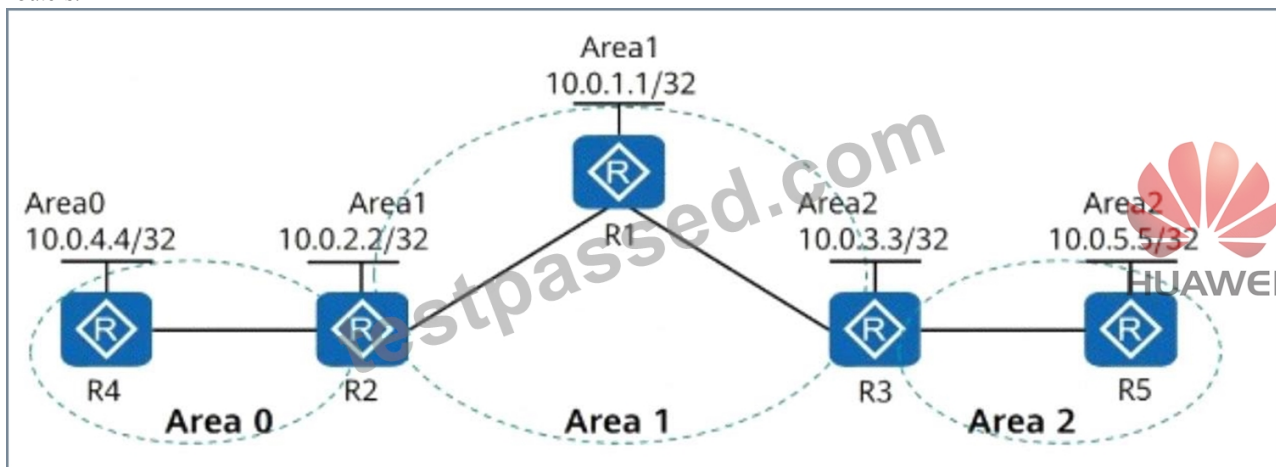 Area1
10.0.1.1/32
Area0
10.0.4.4/32
Area1
10.0.2.2/32
R
R1
Area2
10.0.3.3/32
Area2
10.0.5.5/32
HUAWEI
testpassed.com
R
R
R
R
R4
R2
R3
R5
Area 0
Area 1
Area 2